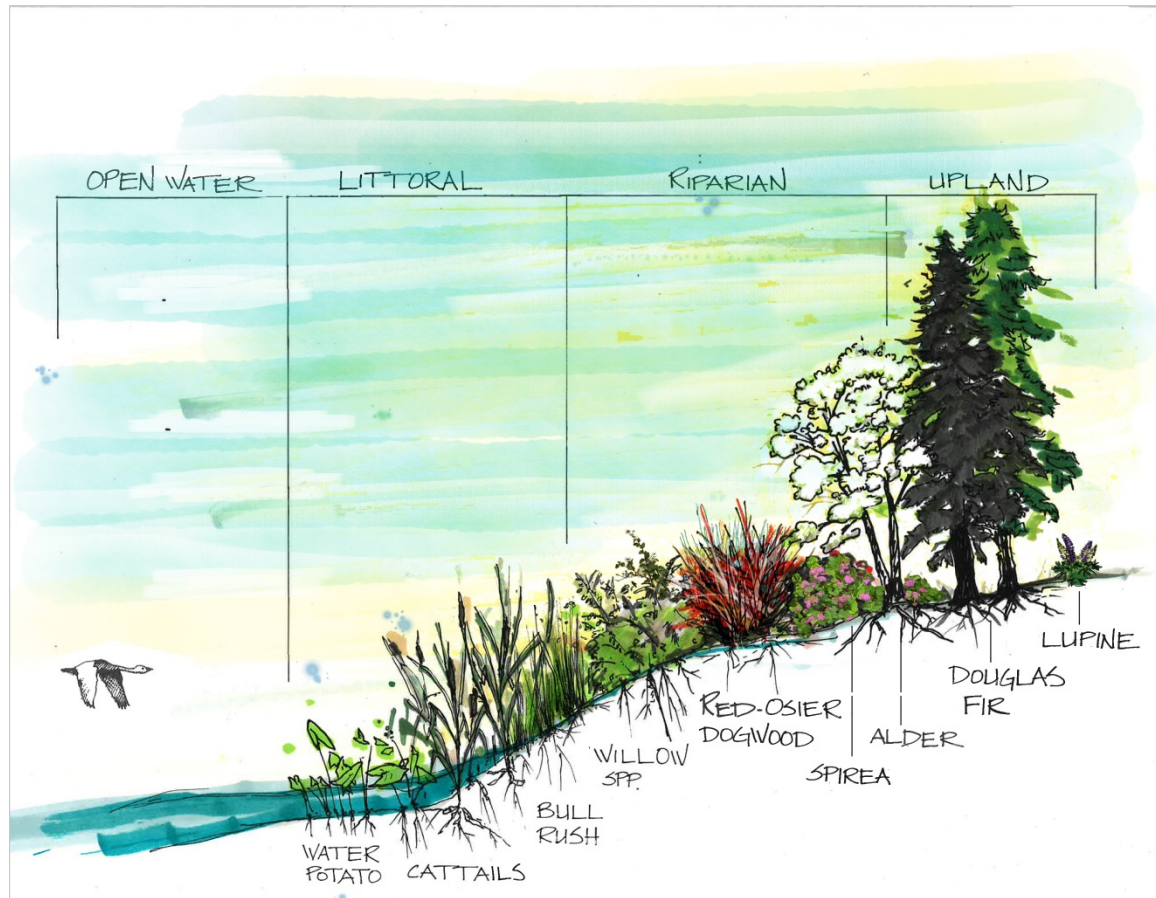 OPEN WATER
LITTORAL
RIPARIAN
UPLAND
LUPINE
DOUGLAS
FIR
ALDER
SPIREA
RED-OSIER
DOGWOOD
WILLOW
SPP.
BULL
RUSH
CATTAILS
WATER
POTATO